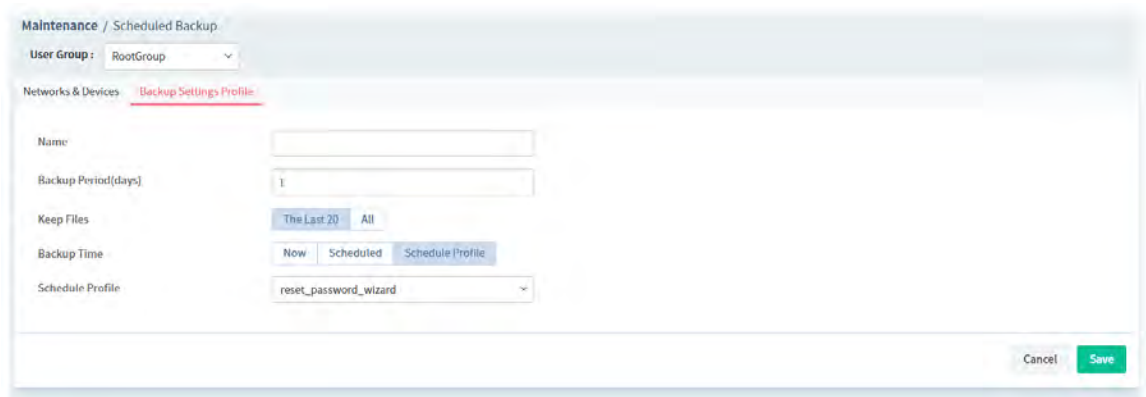 Maintenance / Scheduled Backup
User Group : RootGroup
Networks & Devices Backup Settings Profile
Name
Backup Period(days) 1
Keep Files The Last 20 All
Backup Time Now Scheduled Schedule Profile
Schedule Profile reset_password_wizard
Cancel Save